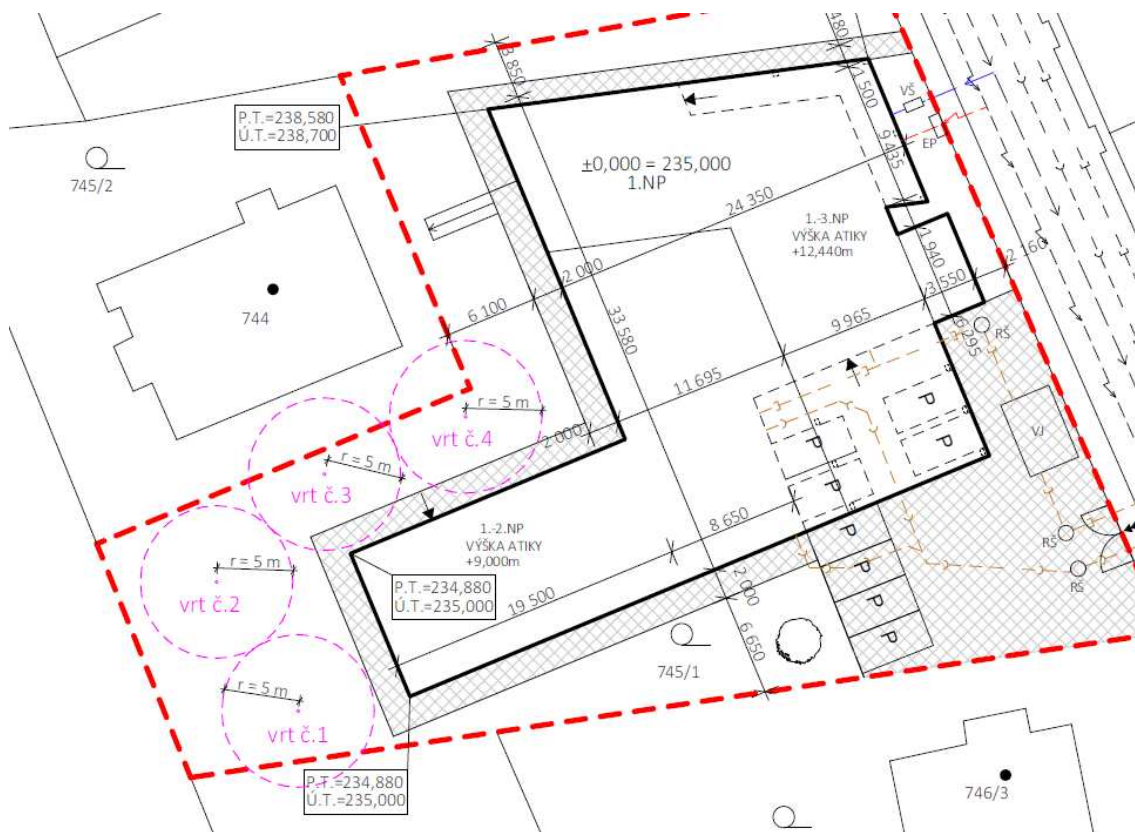 3 850
480
1 500
VŠ
EP
P.T.=238,580
Ú.T.=238,700
745/2
±0,000 = 235,000
1.NP
9 435
24 350
1.-3.NP
VÝŠKA ATIKY
+12,440m
1 940
2 160
3 550
2 000
6 100
744
33 580
9 965
6 295
RŠ
11 695
r = 5 m
vrt č.4
2 000
P
P
VJ
r = 5 m
vrt č.3
P
P
8 650
1.-2.NP
VÝŠKA ATIKY
+9,000m
P
RŠ
r = 5 m
vrt č.2
P.T.=234,880
Ú.T.=235,000
19 500
2 000
P
RŠ
P
P
6 650
745/1
r = 5 m
vrt č.1
P.T.=234,880
Ú.T.=235,000
746/3